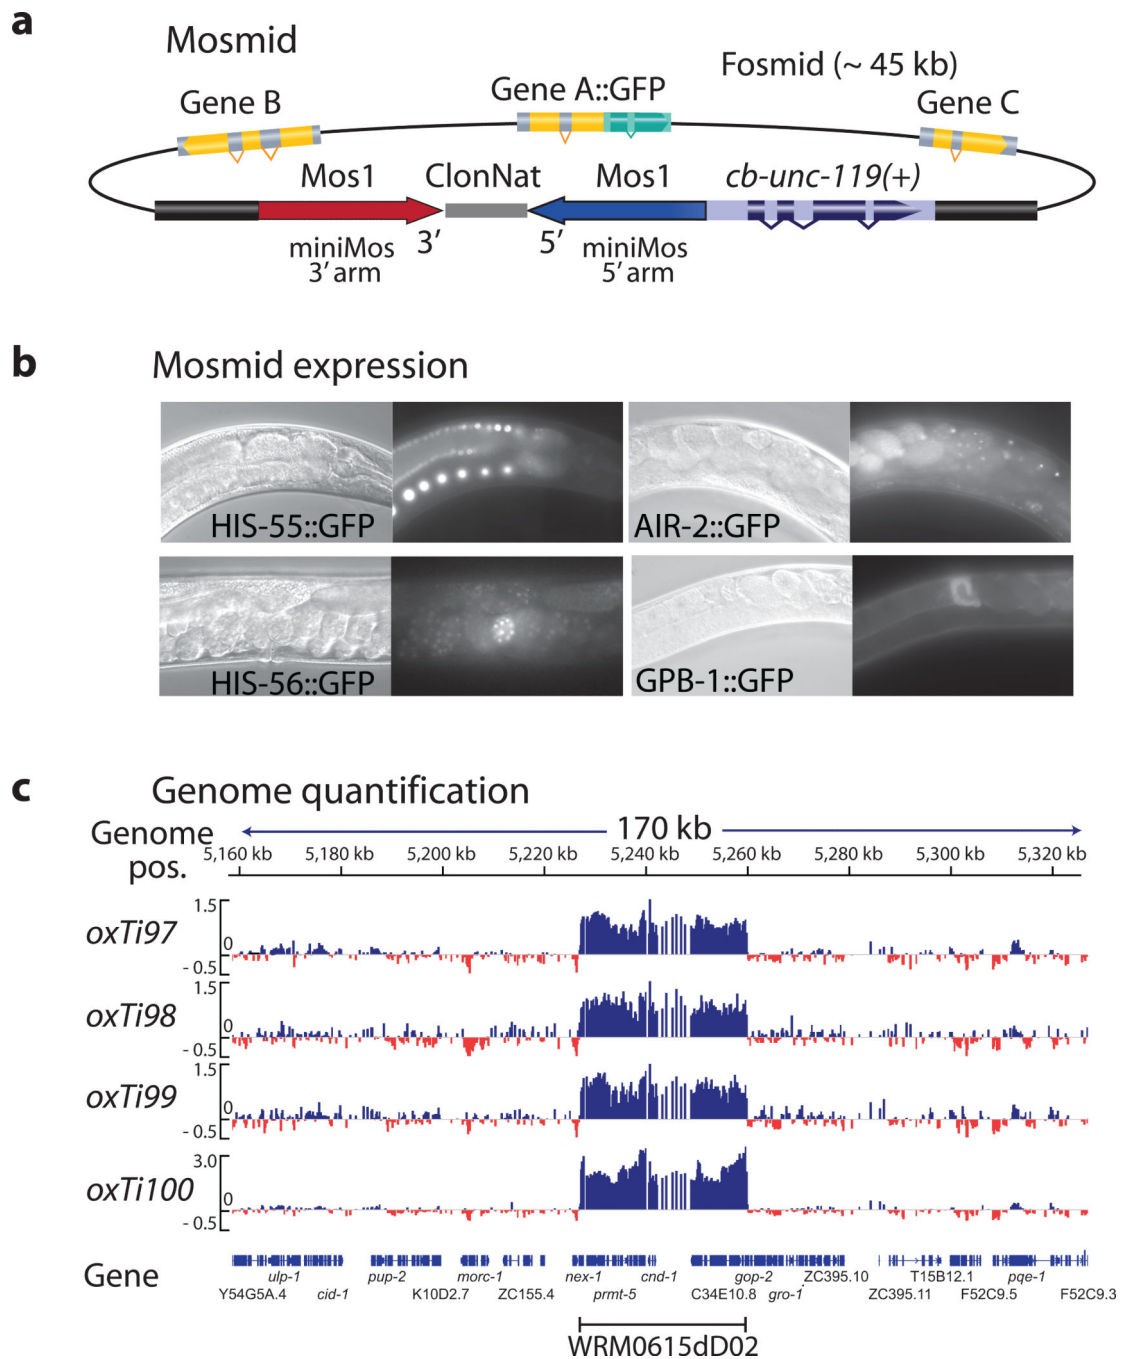 a
Mosmid
Fosmid (~ 45 kb)
Gene B
Gene A::GFP
Gene C
Mos1
ClonNat
Mos1
cb-unc-119(+)
3’
5’
miniMos
3’ arm
miniMos
5’ arm
b
Mosmid expression
HIS-55::GFP
AIR-2::GFP
HIS-56::GFP
GPB-1::GFP
c
Genome quantification
Genome
pos.
170 kb
5,160 kb 5,180 kb 5,200 kb 5,220 kb 5,240 kb 5,260 kb 5,280 kb 5,300 kb 5,320 kb
oxTi97
1.5
0
- 0.5
oxTi98
1.5
0
- 0.5
oxTi99
1.5
0
- 0.5
oxTi100
3.0
0
- 0.5
Gene
ulp-1 pup-2 morc-1 nex-1 cnd-1 gop-2 ZC395.10 T15B12.1 pqe-1
Y54G5A.4 cid-1 K10D2.7 ZC155.4 prmt-5 C34E10.8 gro-1 ZC395.11 F52C9.5 F52C9.3
WRM0615dD02